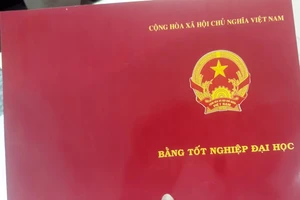 CỘNG HÒA XÃ HỘI CHỦ NGHĨA VIỆT NAM
BẰNG TỐT NGHIỆP ĐẠI HỌC